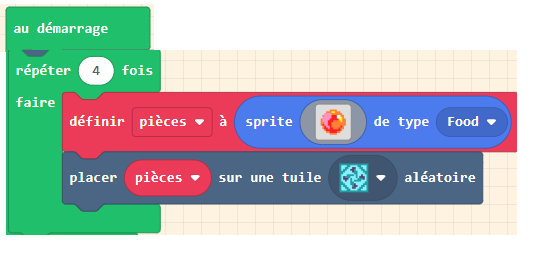 au démarrage
répéter 4 fois
faire
définir pièces à sprite de type Food
placer pièces sur une tuile aléatoire